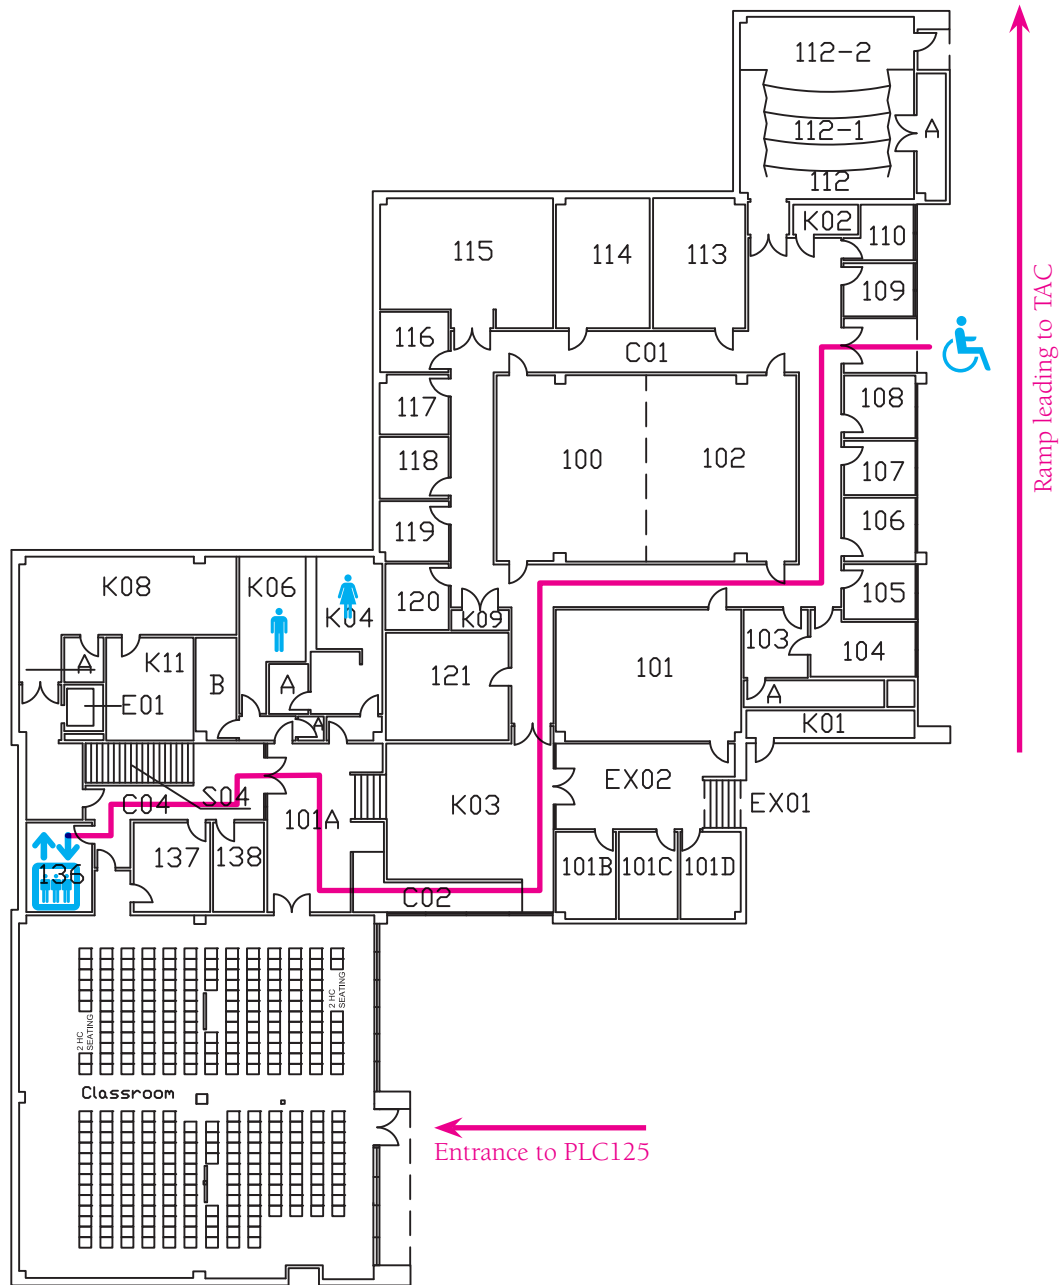 112-2
112-1
A
112
K02
110
115
114
113
109
Ramp leading to TAC
116
C01
108
117
100
102
107
118
106
119
K08
K06
K04
120
K09
105
103
104
A
K11
B
A
121
101
A
E01
A
K01
C04
S04
101A
K03
EX02
EX01
136
137
138
C02
101B
101C
101D
2 HC
SEATING
2 HC
SEATING
Classroom
Entrance to PLC125